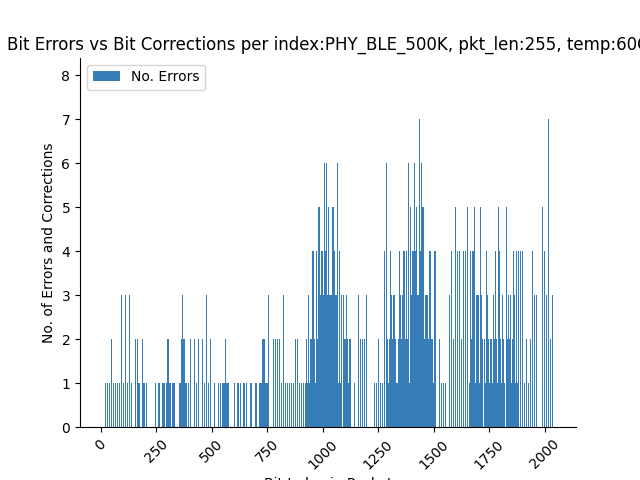 Bit Errors vs Bit Corrections per index:PHY_BLE_500K, pkt_len:255, temp:60
No. Errors
8
7
6
5
4
3
2
1
0
No. of Errors and Corrections
0 250 500 750 1000 1250 1500 1750 2000